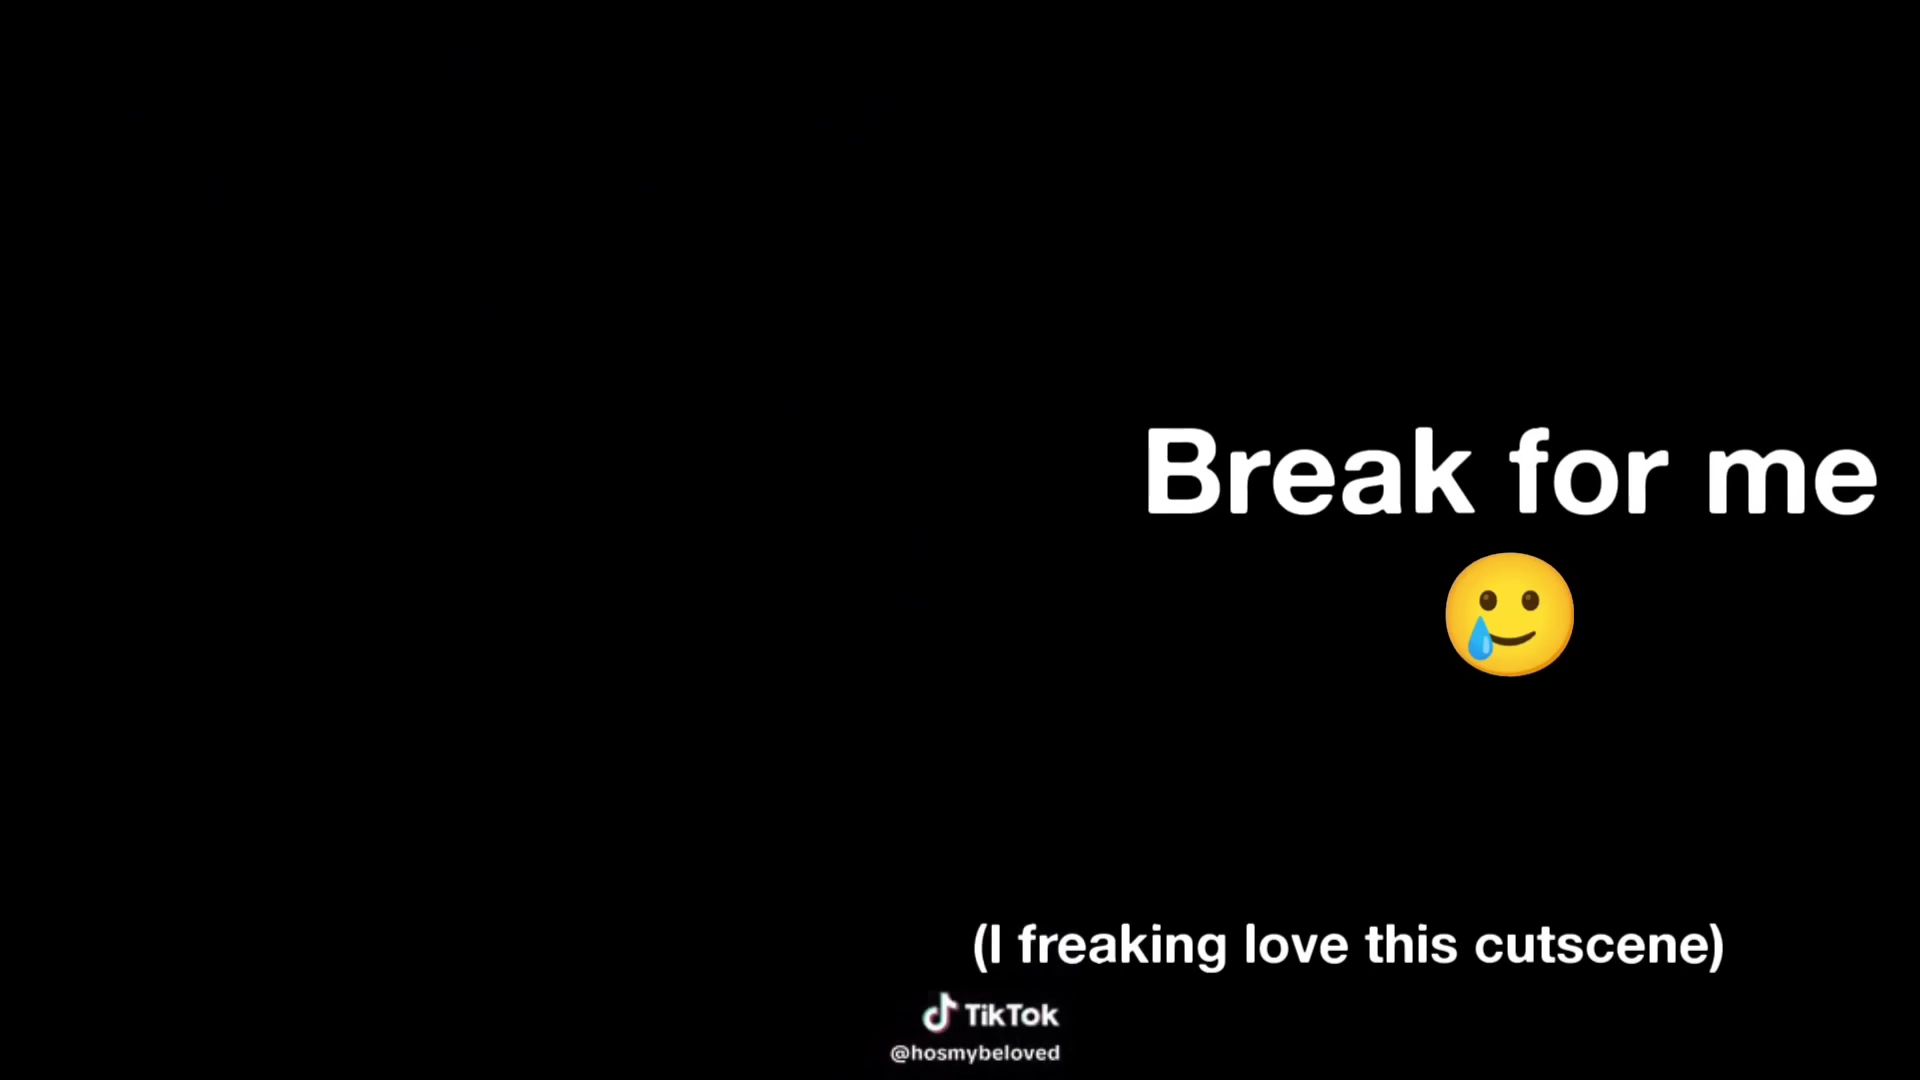 Break for me
🥲
(I freaking love this cutscene)
TikTok
@hosmybeloved